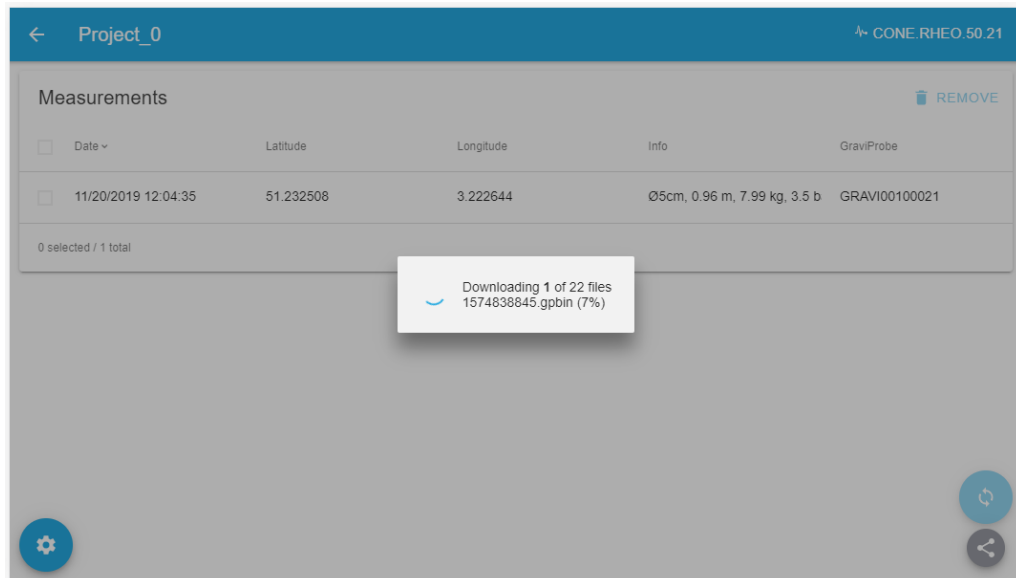 Project_0
CONE.RHEO.50.21
Measurements
REMOVE
Date Latitude Longitude Info GraviProbe
11/20/2019 12:04:35 51.232508 3.222644 Ø5cm, 0.96 m, 7.99 kg, 3.5 b GRAVI00100021
0 selected / 1 total
Downloading 1 of 22 files
1574838845.gpbin (7%)